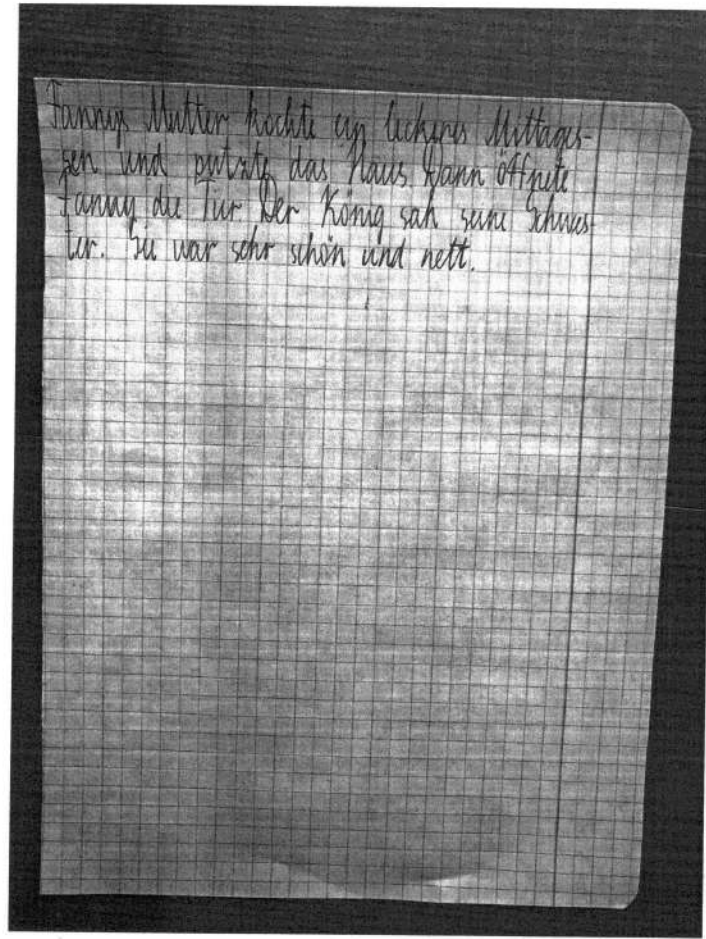 Fannys Mutter kochte ein leckeres Mittages-
sen und putzte das Haus. Dann öffnete
Fanny die Tür. Der König sah seine Schwes-
ter. Sie war sehr schön und nett.